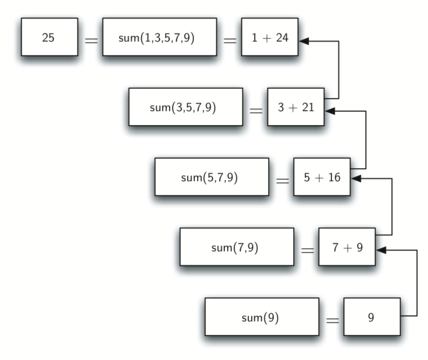 25 = sum(1,3,5,7,9) = 1 + 24
sum(3,5,7,9) = 3 + 21
sum(5,7,9) = 5 + 16
sum(7,9) = 7 + 9
sum(9) = 9